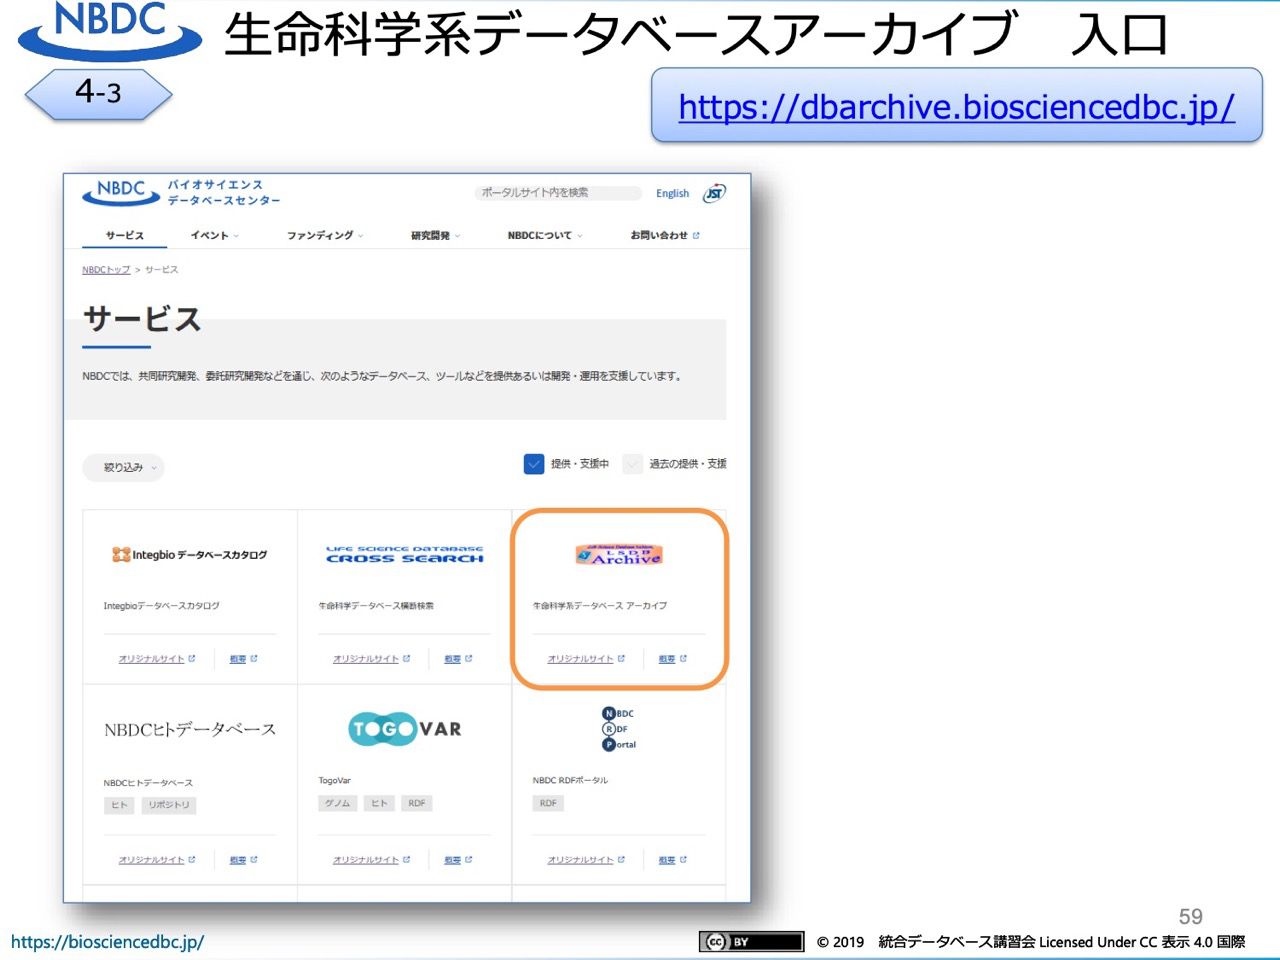 NBDC
生命科学系データベースアーカイブ 入口
4-3
https://dbarchive.biosciencedbc.jp/
NBDC バイオサイエンス
データベースセンター
ポータルサイト内を検索
English
JST
サービス イベント ファンディング 研究開発 NBDCについて お問い合わせ
NBDCトップ > サービス
サービス
NBDCでは、共同研究開発、委託研究開発などを通じ、次のようなデータベース、ツールなどを提供あるいは開発・運用を支援しています。
絞り込み
提供・支援中 過去の提供・支援
Integbio データベースカタログ
LIFE SCIENCE DATABASE
CROSS SEARCH
LSDB
Archive
Integbioデータベースカタログ
生命科学データベース横断検索
生命科学系データベース アーカイブ
オリジナルサイト 概要
オリジナルサイト 概要
オリジナルサイト 概要
NBDCヒトデータベース
TOGO VAR
NBDC
RDF
Portal
NBDCヒトデータベース
ヒト リポジトリ
TogoVar
ゲノム ヒト RDF
NBDC RDFポータル
RDF
オリジナルサイト 概要
オリジナルサイト 概要
オリジナルサイト 概要
59
https://biosciencedbc.jp/
cc BY
© 2019 統合データベース講習会 Licensed Under CC 表示 4.0 国際